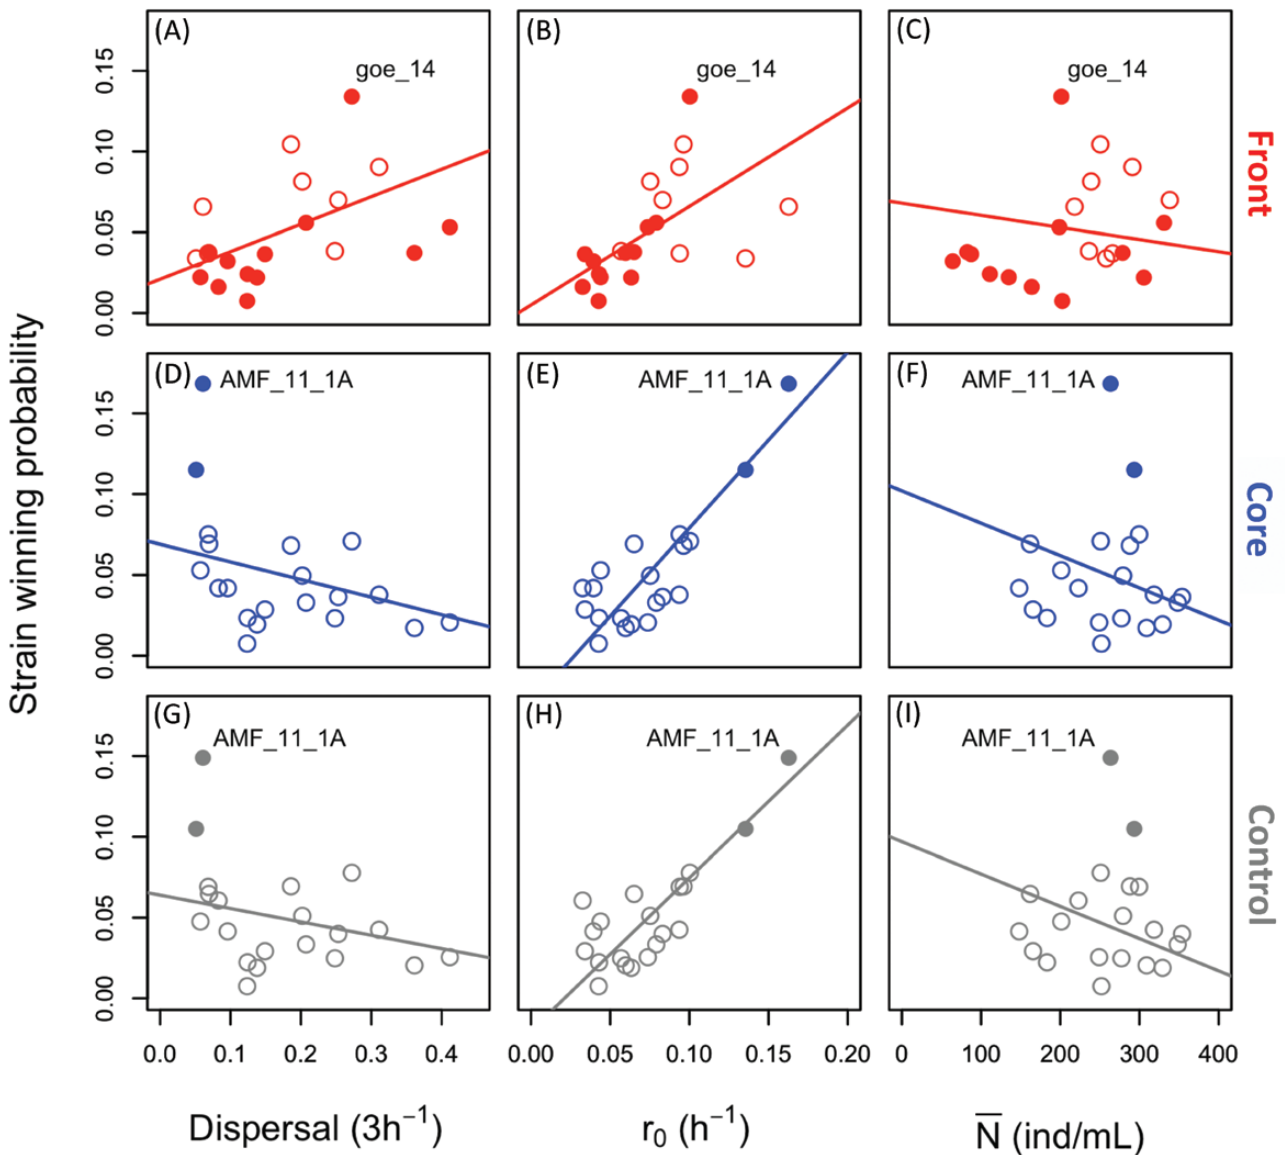 (A)
goe_14
(B)
goe_14
(C)
goe_14
Front
0.15
0.10
0.05
0.00
(D)
AMF_11_1A
(E)
AMF_11_1A
(F)
AMF_11_1A
Core
0.15
0.10
0.05
0.00
Strain winning probability
(G)
AMF_11_1A
(H)
AMF_11_1A
(I)
AMF_11_1A
Control
0.15
0.10
0.05
0.00
0.0 0.1 0.2 0.3 0.4
0.00 0.05 0.10 0.15 0.20
0 100 200 300 400
Dispersal (3h⁻¹)
r₀ (h⁻¹)
N̅ (ind/mL)